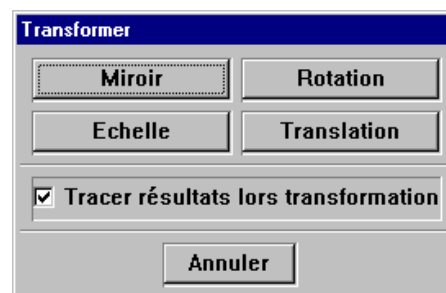 Transformer
Miroir Rotation
Echelle Translation
Tracer résultats lors transformation
Annuler